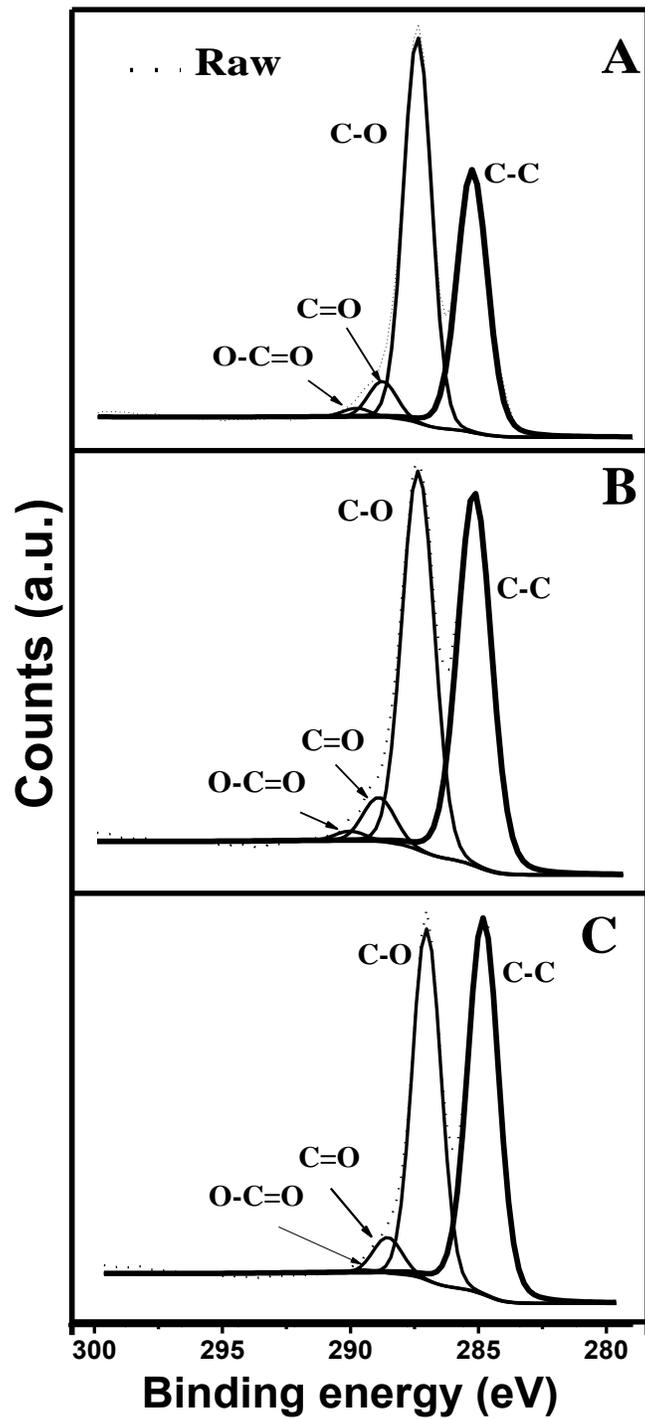 . . . Raw
A
C-O
C-C
C=O
O-C=O
B
C-O
C-C
C=O
O-C=O
C
C-O
C-C
C=O
O-C=O
Counts (a.u.)
300 295 290 285 280
Binding energy (eV)